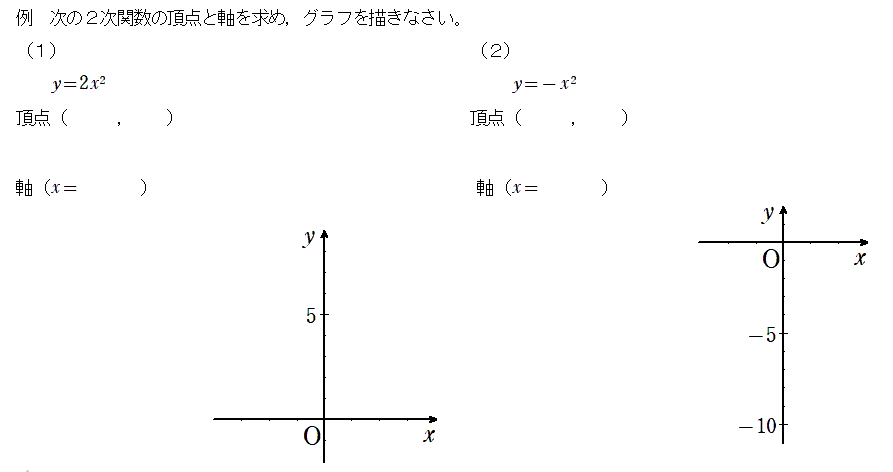 例　次の２次関数の頂点と軸を求め，グラフを描きなさい。
（１）
y＝2x²
頂点（　　，　　）
軸（x＝　　　）
y
5
O
x
（２）
y＝－x²
頂点（　　，　　）
軸（x＝　　　）
y
O
x
－5
－10